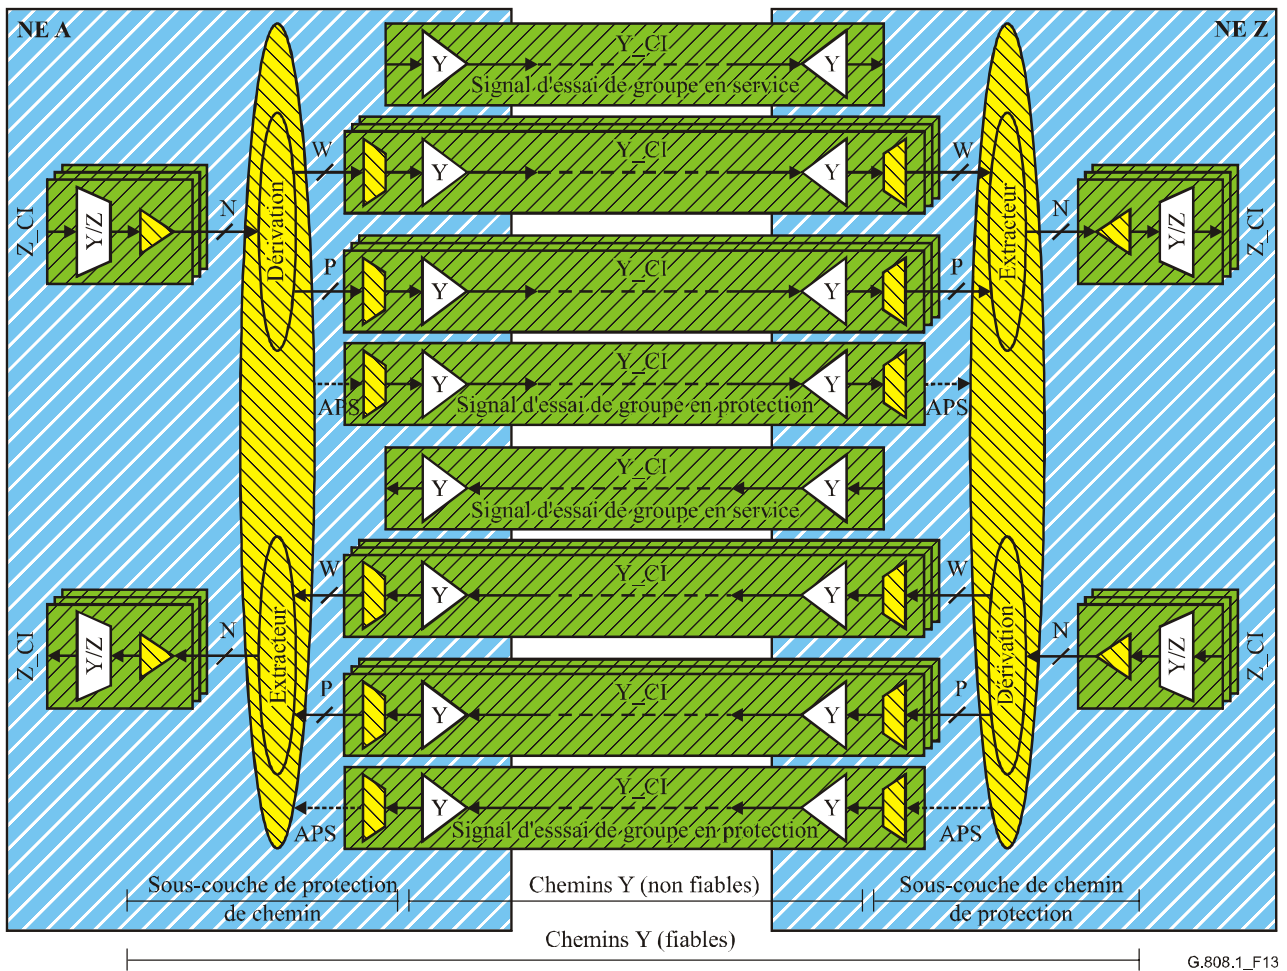 NE A
NE Z
Y_CI
Y
Y
Signal d'essai de groupe en service
W
Y_CI
W
Y
Y
Z_CI
Y/Z
N
Dérivation
Extracteur
N
Y/Z
Z_CI
P
Y_CI
P
Y
Y
Y_CI
Y
Y
APS
Signal d'essai de groupe en protection
APS
Y_CI
Y
Y
Signal d'essai de groupe en service
W
Y_CI
W
Y
Y
Z_CI
Y/Z
N
Extracteur
Dérivation
N
Y/Z
Z_CI
P
Y_CI
P
Y
Y
Y_CI
Y
Y
APS
Signal d'esssai de groupe en protection
APS
Sous-couche de protection
de chemin
Chemins Y (non fiables)
Sous-couche de chemin
de protection
Chemins Y (fiables)
G.808.1_F13